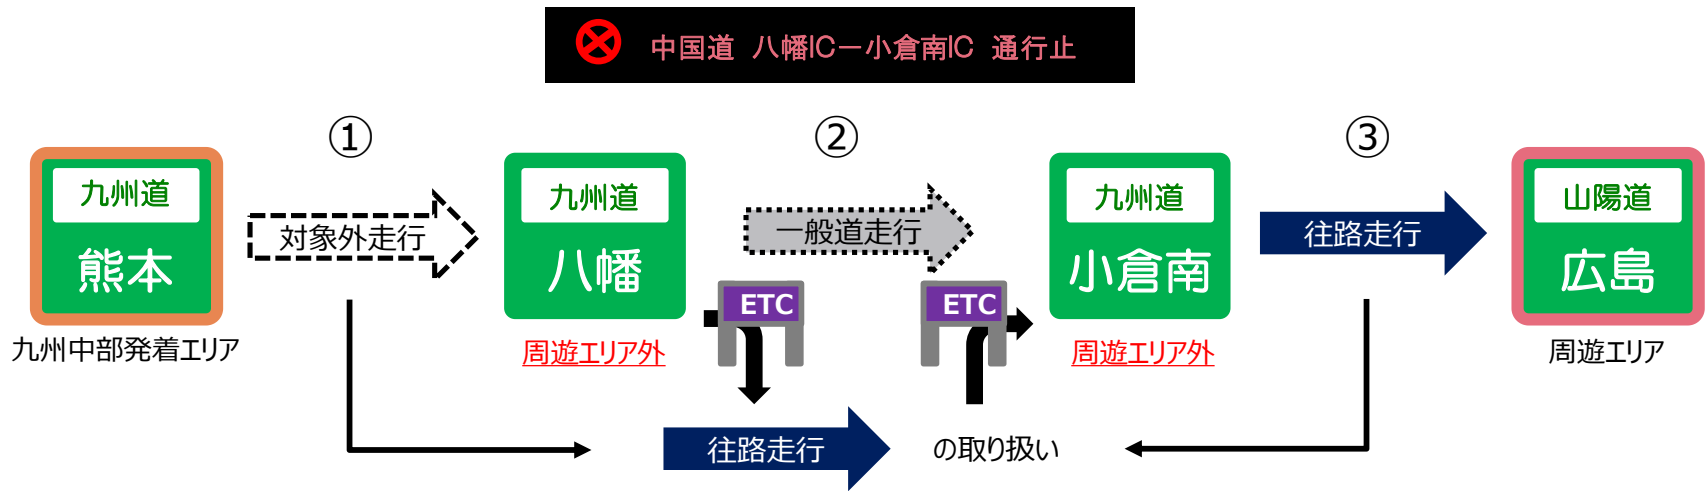 中国道 八幡IC－小倉南IC 通行止
①
②
③
九州道
熊本
九州中部発着エリア
対象外走行
九州道
八幡
周遊エリア外
一般道走行
ETC
ETC
九州道
小倉南
周遊エリア外
往路走行
山陽道
広島
周遊エリア
往路走行
の取り扱い